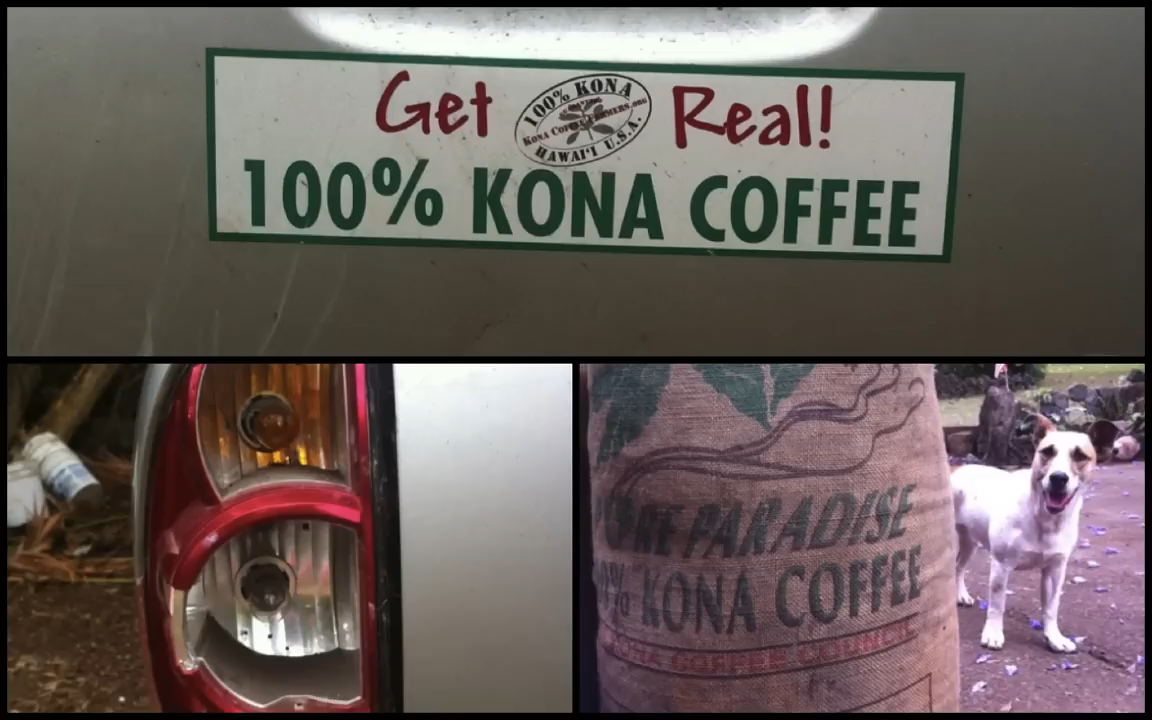 Get Real!
100% KONA
KONA COFFEE FARMERS.org
HAWAI'I U.S.A.
100% KONA COFFEE
PARADISE
KONA COFFEE